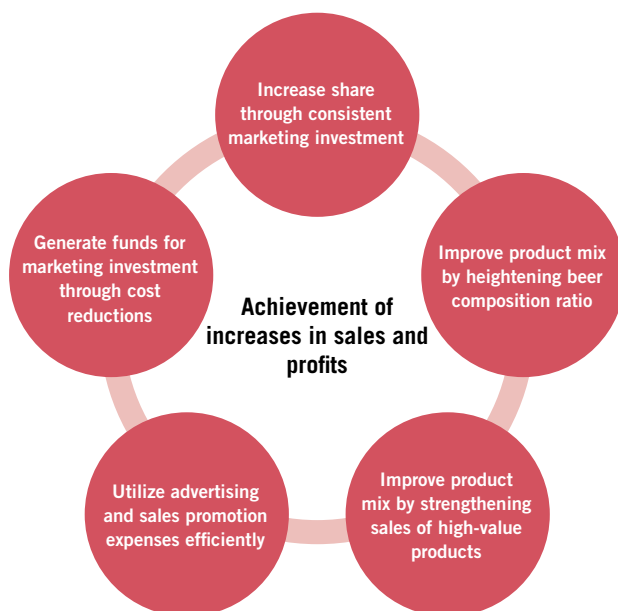 Increase share
through consistent
marketing investment
Improve product mix
by heightening beer
composition ratio
Improve product
mix by strengthening
sales of high-value
products
Utilize advertising
and sales promotion
expenses efficiently
Generate funds for
marketing investment
through cost
reductions
Achievement of
increases in sales and
profits